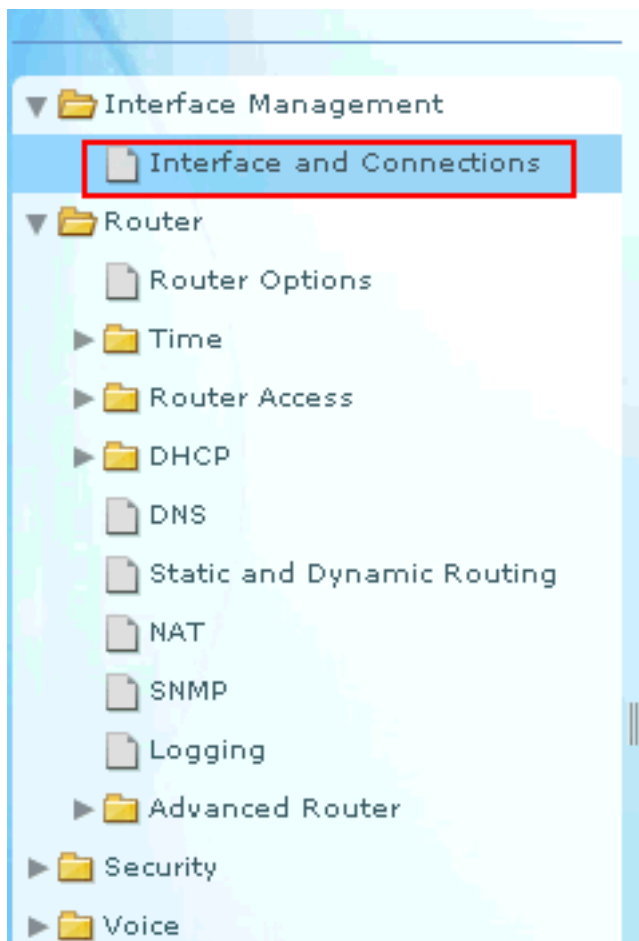 Interface Management
Interface and Connections
Router
Router Options
Time
Router Access
DHCP
DNS
Static and Dynamic Routing
NAT
SNMP
Logging
Advanced Router
Security
Voice